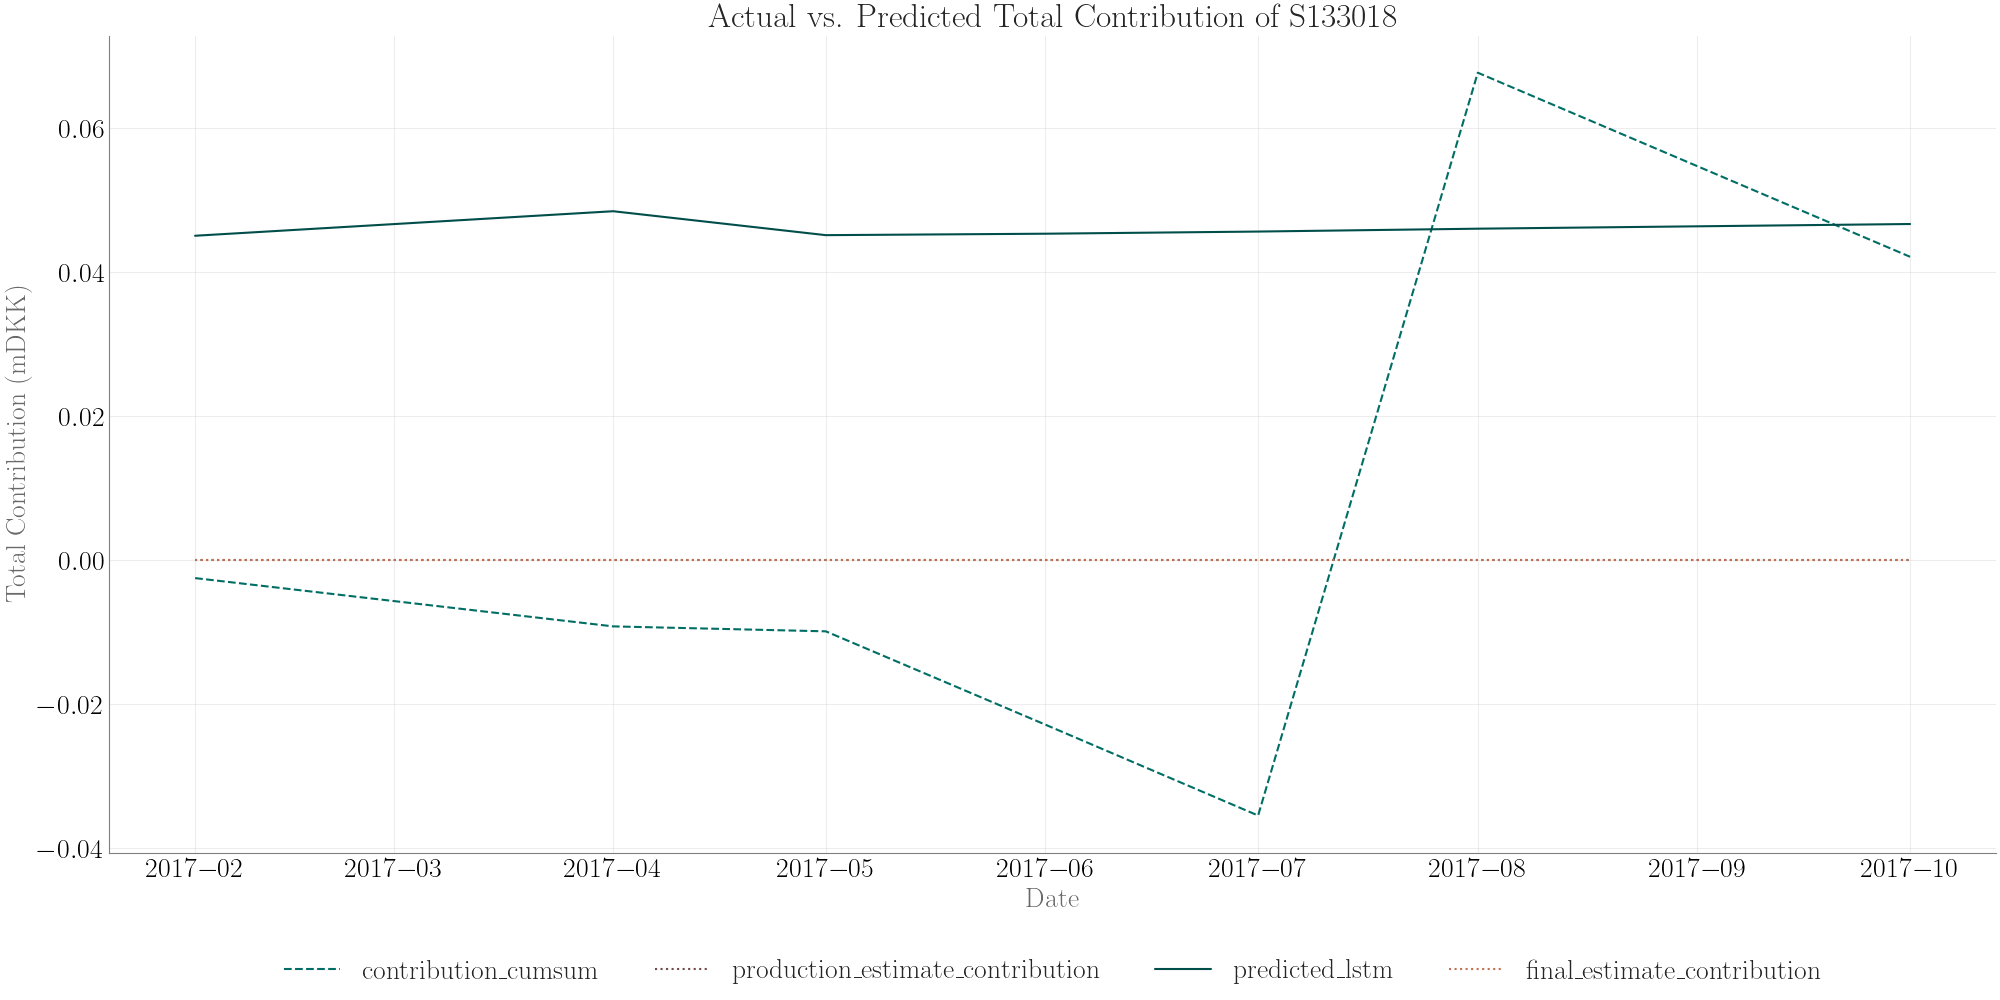 Actual vs. Predicted Total Contribution of S133018
Total Contribution (mDKK)
0.06
0.04
0.02
0.00
−0.02
−0.04
2017−02 2017−03 2017−04 2017−05 2017−06 2017−07 2017−08 2017−09 2017−10
Date
contribution_cumsum production_estimate_contribution predicted_lstm final_estimate_contribution